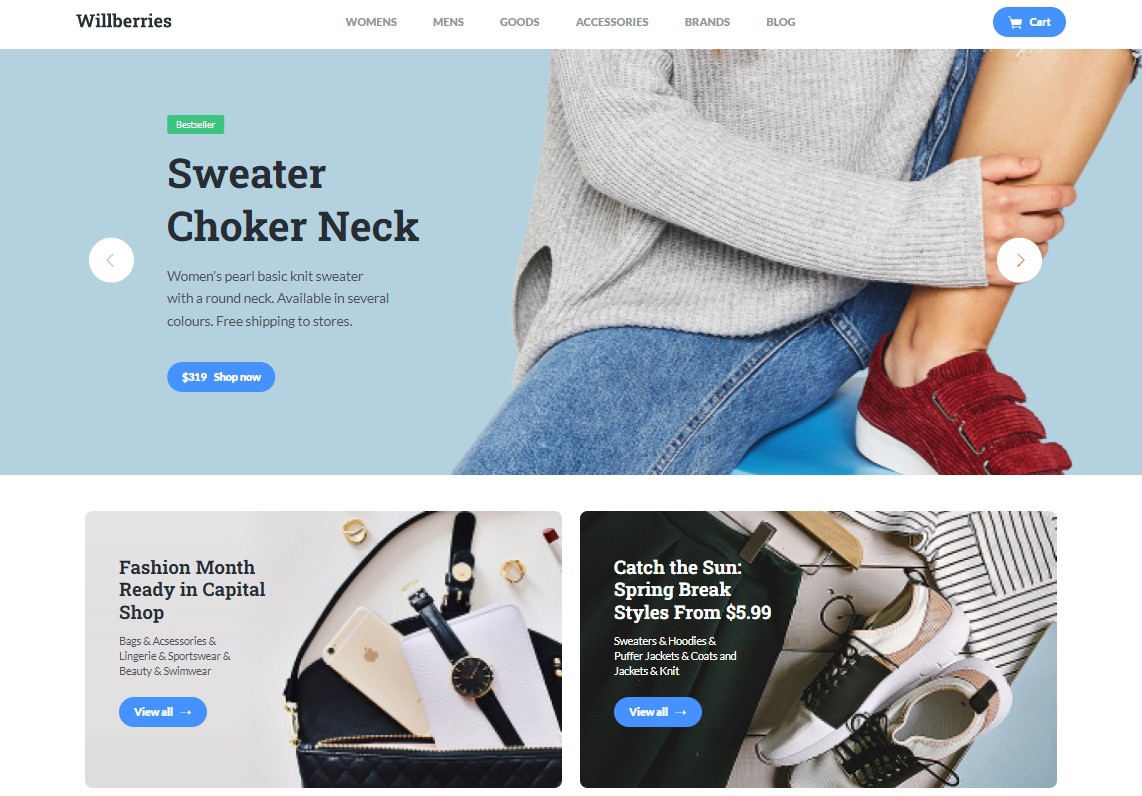 Willberries
WOMENS
MENS
GOODS
ACCESSORIES
BRANDS
BLOG
Cart
Bestseller
Sweater
Choker Neck
Women's pearl basic knit sweater
with a round neck. Available in several
colours. Free shipping to stores.
$319 Shop now
Fashion Month
Ready in Capital
Shop
Bags & Acsessories &
Lingerie & Sportswear &
Beauty & Swimwear
View all →
Catch the Sun:
Spring Break
Styles From $5.99
Sweaters & Hoodies &
Puffer Jackets & Coats and
Jackets & Knit
View all →